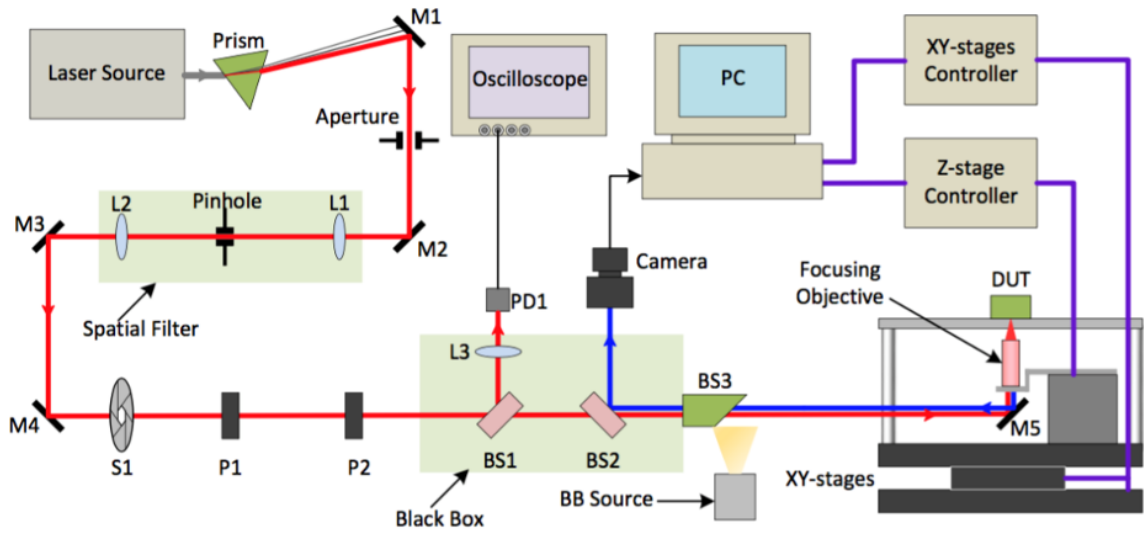 M1
Prism
Laser Source
Oscilloscope
PC
XY-stages
Controller
Aperture
Z-stage
Controller
L2
Pinhole
L1
M3
M2
Camera
Focusing
Objective
DUT
PD1
Spatial Filter
L3
BS3
M4
M5
S1
P1
P2
BS1
BS2
XY-stages
BB Source
Black Box